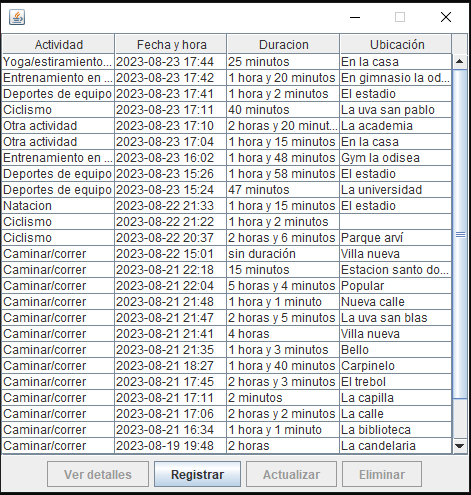 Actividad Fecha y hora Duracion Ubicación
Yoga/estiramiento... 2023-08-23 17:44 25 minutos En la casa
Entrenamiento en ... 2023-08-23 17:42 1 hora y 20 minutos En gimnasio la od...
Deportes de equipo 2023-08-23 17:41 1 hora y 2 minutos El estadio
Ciclismo 2023-08-23 17:11 40 minutos La uva san pablo
Otra actividad 2023-08-23 17:10 2 horas y 20 minut... La academia
Otra actividad 2023-08-23 17:04 1 hora y 15 minutos En la casa
Entrenamiento en ... 2023-08-23 16:02 1 hora y 48 minutos Gym la odisea
Deportes de equipo 2023-08-23 15:26 1 hora y 58 minutos El estadio
Deportes de equipo 2023-08-23 15:24 47 minutos La universidad
Natacion 2023-08-22 21:33 1 hora y 15 minutos El estadio
Ciclismo 2023-08-22 21:22 1 hora y 2 minutos
Ciclismo 2023-08-22 20:37 2 horas y 6 minutos Parque arví
Caminar/correr 2023-08-22 15:01 sin duración Villa nueva
Caminar/correr 2023-08-21 22:18 15 minutos Estacion santo do...
Caminar/correr 2023-08-21 22:04 5 horas y 4 minutos Popular
Caminar/correr 2023-08-21 21:48 1 hora y 1 minuto Nueva calle
Caminar/correr 2023-08-21 21:47 2 horas y 5 minutos La uva san blas
Caminar/correr 2023-08-21 21:41 4 horas Villa nueva
Caminar/correr 2023-08-21 21:35 1 hora y 3 minutos Bello
Caminar/correr 2023-08-21 18:27 1 hora y 40 minutos Carpinelo
Caminar/correr 2023-08-21 17:45 2 horas y 3 minutos El trebol
Caminar/correr 2023-08-21 17:11 2 minutos La capilla
Caminar/correr 2023-08-21 17:06 2 horas y 2 minutos La calle
Caminar/correr 2023-08-21 16:34 1 hora y 1 minuto La biblioteca
Caminar/correr 2023-08-19 19:48 2 horas La candelaria
Ver detalles Registrar Actualizar Eliminar